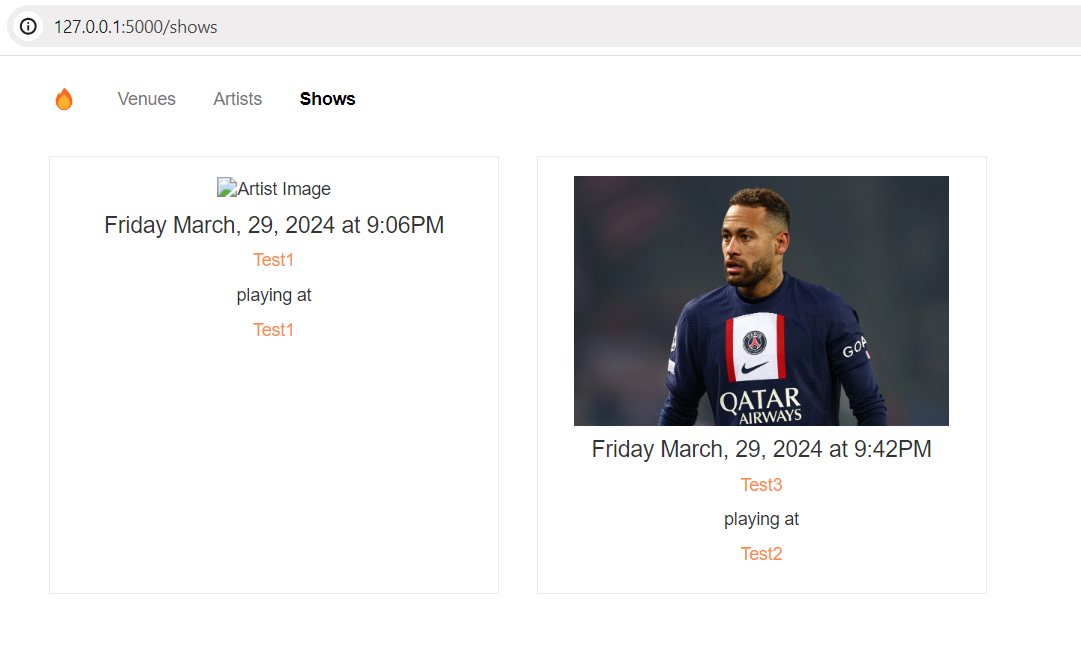 127.0.0.1:5000/shows
Venues Artists Shows
Artist Image
Friday March, 29, 2024 at 9:06PM
Test1
playing at
Test1
GOA
QATAR
AIRWAYS
Friday March, 29, 2024 at 9:42PM
Test3
playing at
Test2